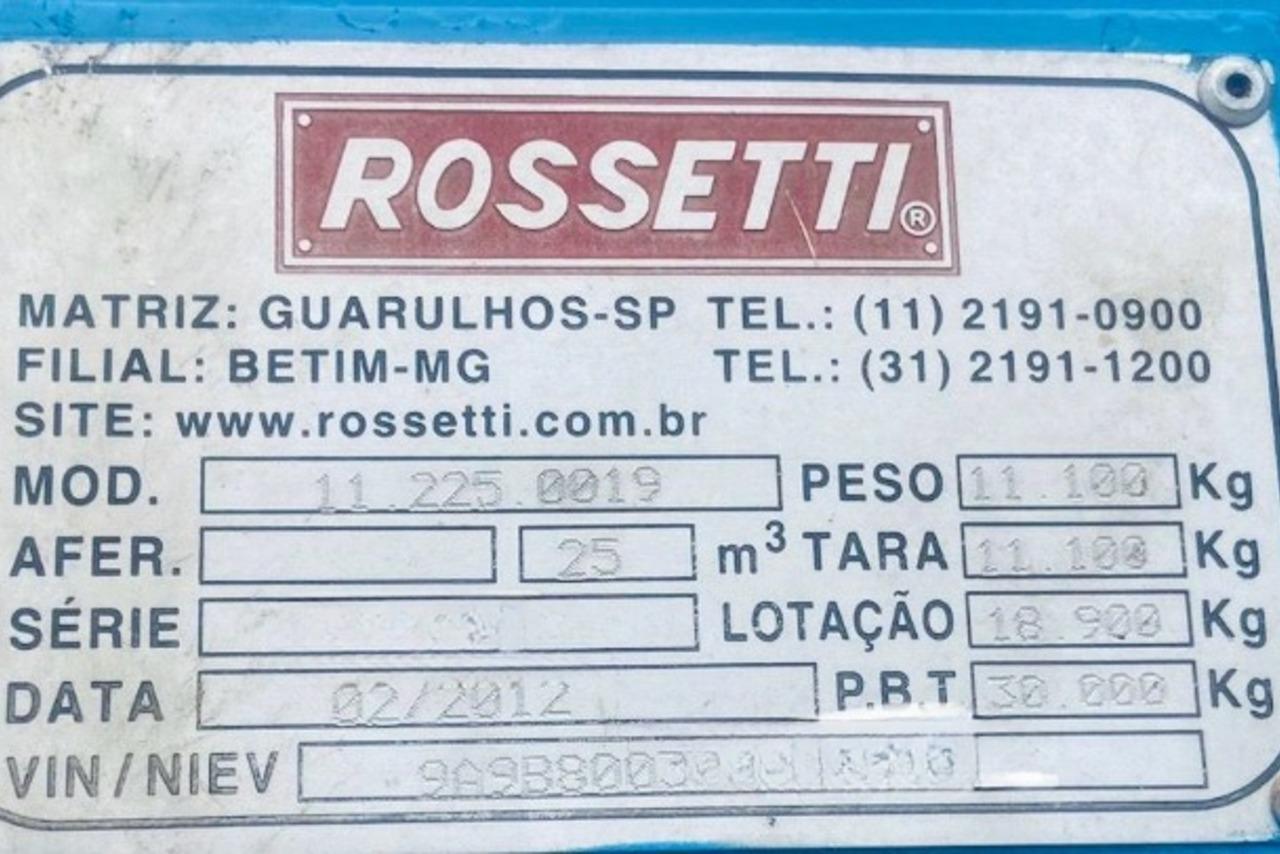 ROSSETTI®
MATRIZ: GUARULHOS-SP TEL.: (11) 2191-0900
FILIAL: BETIM-MG TEL.: (31) 2191-1200
SITE: www.rossetti.com.br
MOD. 11.225.0019 PESO 11.100 Kg
AFER. 25 m³ TARA 11.100 Kg
SÉRIE LOTAÇÃO 18.900 Kg
DATA 02/2012 P.B.T 30.000 Kg
VIN/NIEV